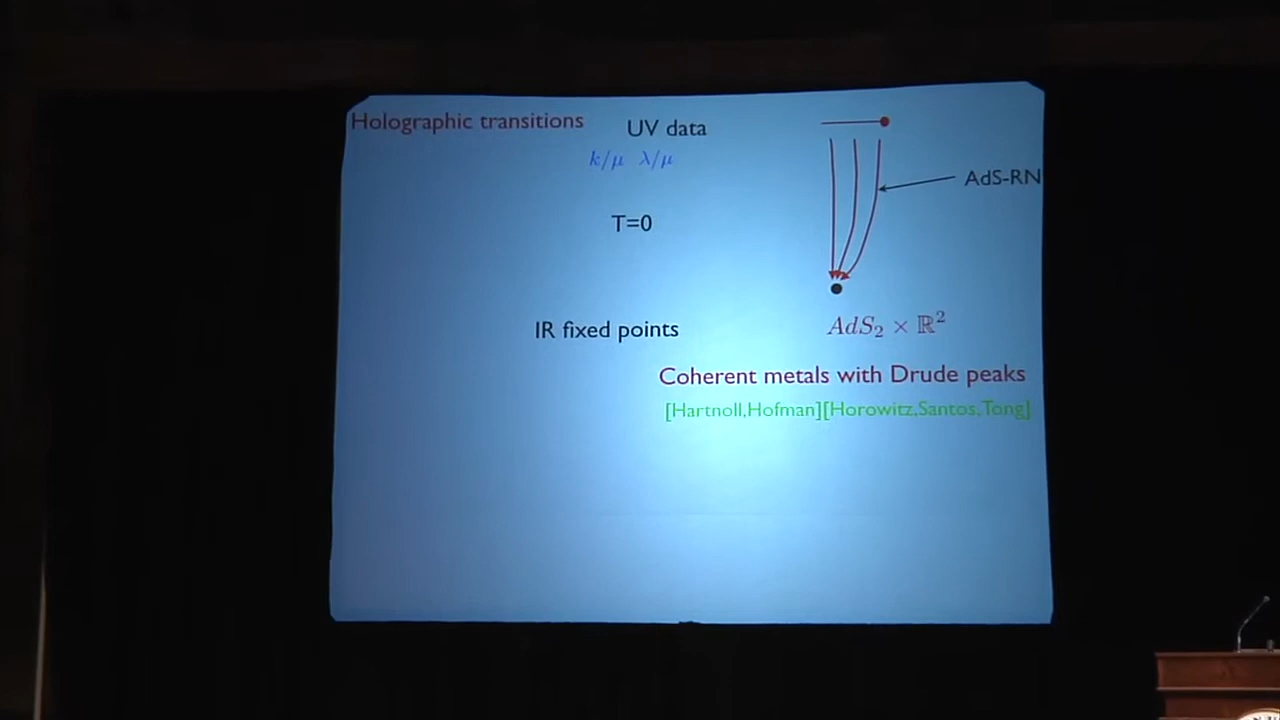 Holographic transitions
UV data
k/μ λ/μ
AdS-RN
T=0
IR fixed points
AdS₂ × ℝ²
Coherent metals with Drude peaks
[Hartnoll,Hofman][Horowitz,Santos,Tong]